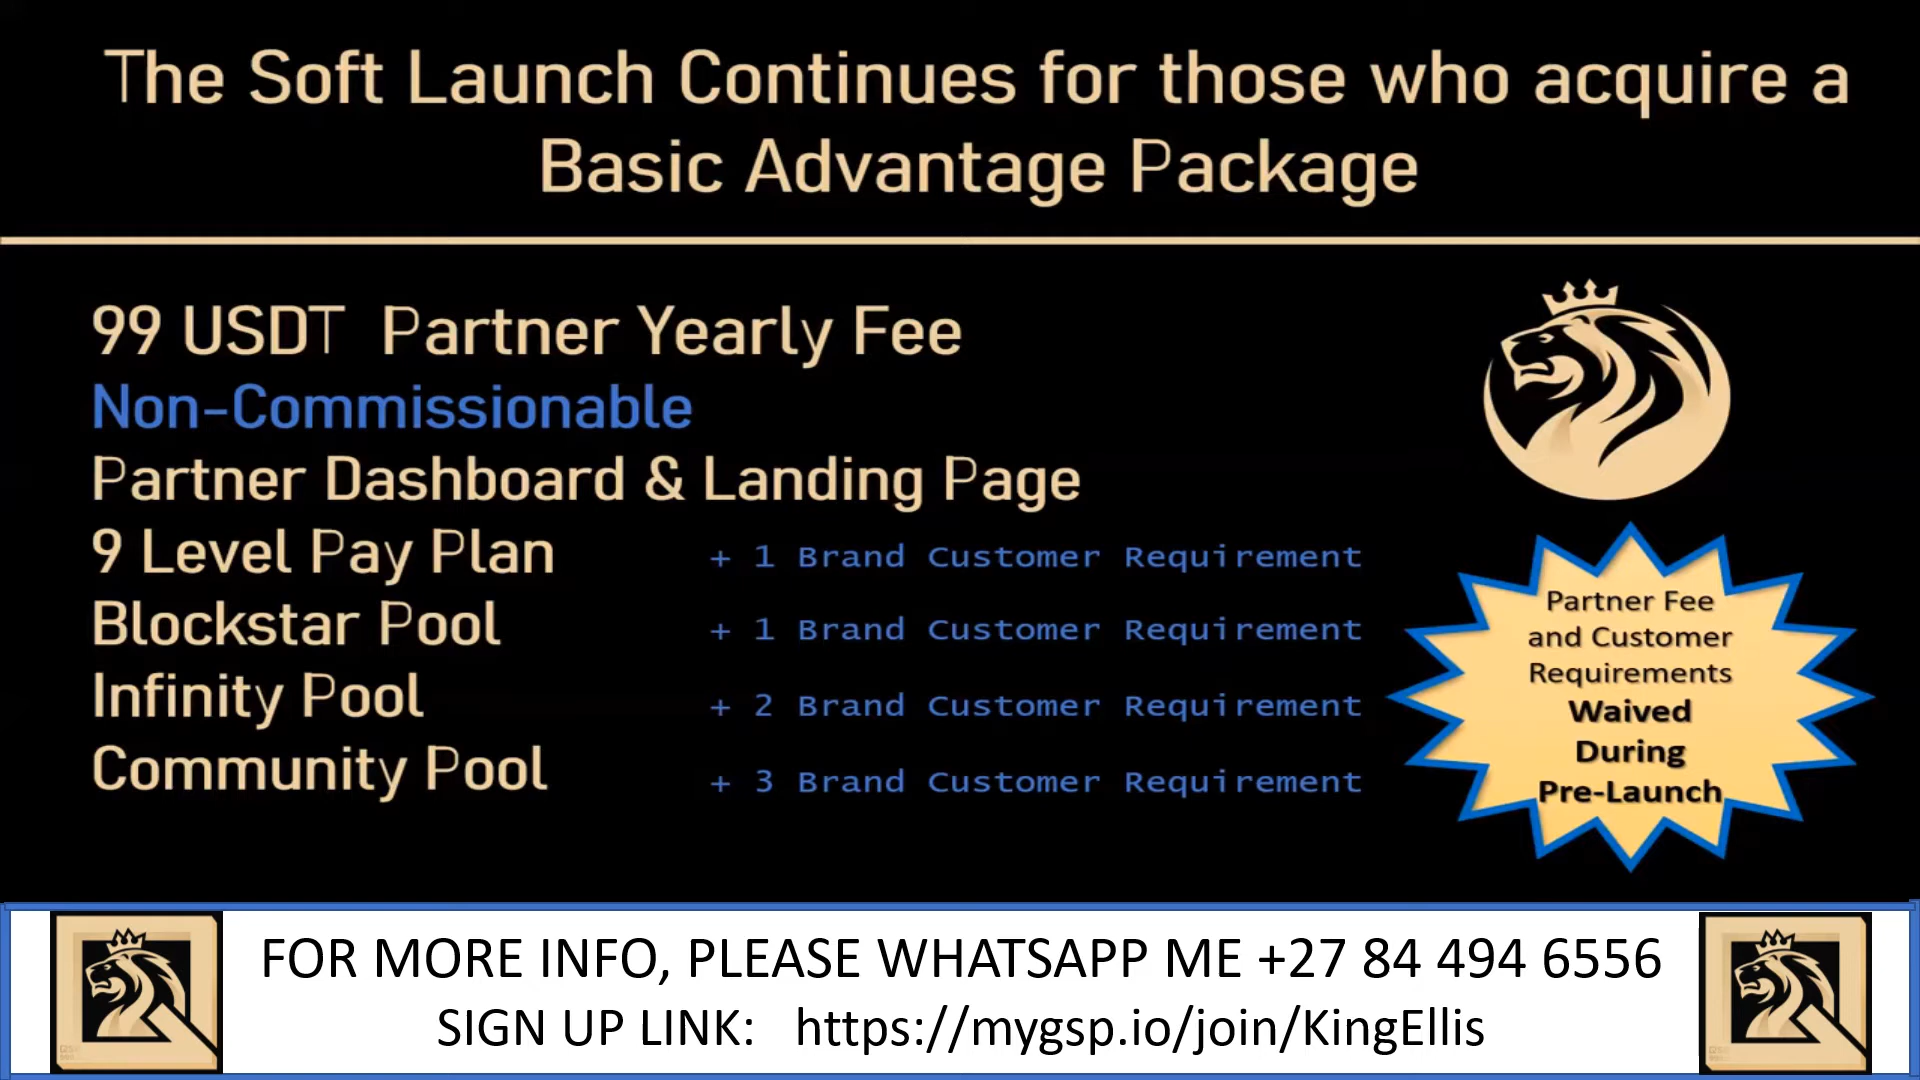 The Soft Launch Continues for those who acquire a
Basic Advantage Package
99 USDT Partner Yearly Fee
Non-Commissionable
Partner Dashboard & Landing Page
9 Level Pay Plan + 1 Brand Customer Requirement
Blockstar Pool + 1 Brand Customer Requirement
Infinity Pool + 2 Brand Customer Requirement
Community Pool + 3 Brand Customer Requirement
Partner Fee
and Customer
Requirements
Waived
During
Pre-Launch
FOR MORE INFO, PLEASE WHATSAPP ME +27 84 494 6556
SIGN UP LINK: https://mygsp.io/join/KingEllis